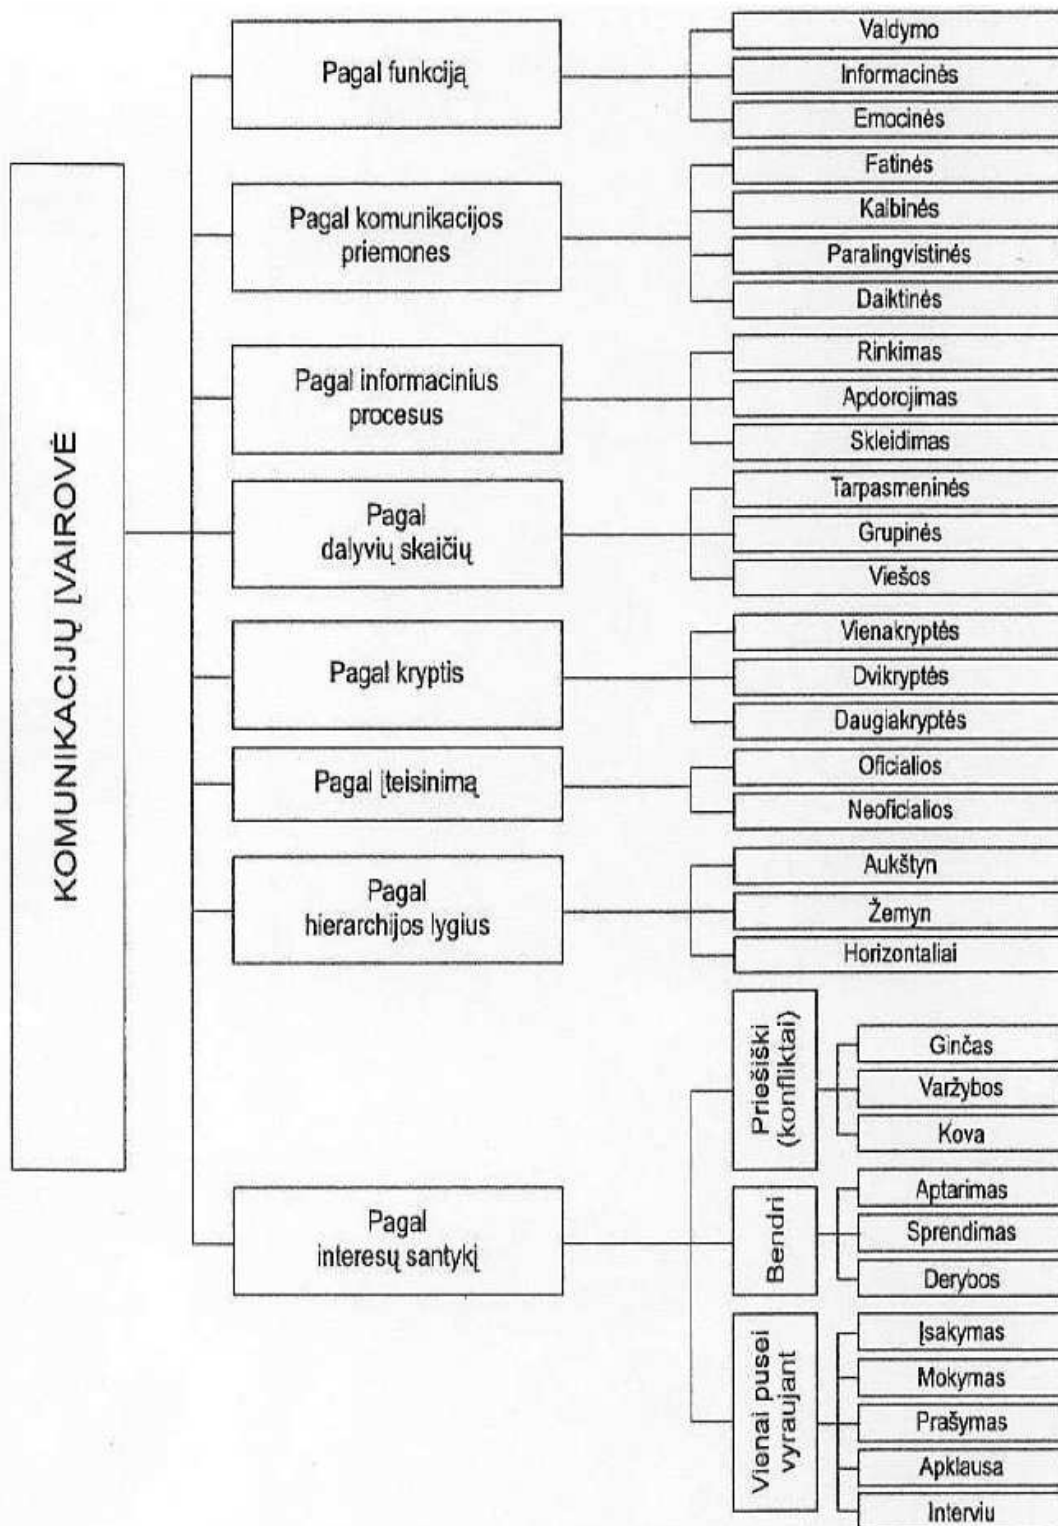 KOMUNIKACIJŲ ĮVAIROVĖ
Pagal funkciją
Valdymo
Informacinės
Emocinės
Pagal komunikacijos
priemones
Fatinės
Kalbinės
Paralingvistinės
Daiktinės
Pagal informacinius
procesus
Rinkimas
Apdorojimas
Skleidimas
Pagal
dalyvių skaičių
Tarpasmeninės
Grupinės
Viešos
Pagal kryptis
Vienakryptės
Dvikryptės
Daugiakryptės
Pagal įteisinimą
Oficialios
Neoficialios
Pagal
hierarchijos lygius
Aukštyn
Žemyn
Horizontaliai
Pagal
interesų santykį
Priešiški
(konfliktai)
Ginčas
Varžybos
Kova
Bendri
Aptarimas
Sprendimas
Derybos
Vienai pusei
vyraujant
Įsakymas
Mokymas
Prašymas
Apklausa
Interviu